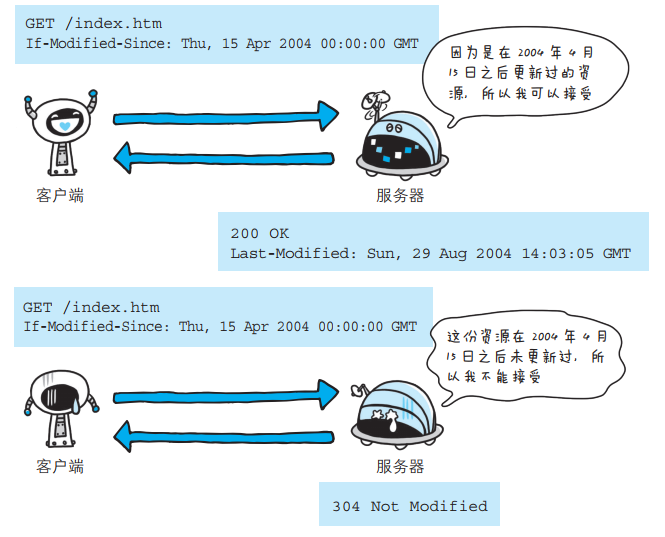 GET /index.htm
If-Modified-Since: Thu, 15 Apr 2004 00:00:00 GMT
因为是在 2004 年 4 月
15 日之后更新过的资
源，所以我可以接受
客户端
服务器
200 OK
Last-Modified: Sun, 29 Aug 2004 14:03:05 GMT
GET /index.htm
If-Modified-Since: Thu, 15 Apr 2004 00:00:00 GMT
这份资源在 2004 年 4 月
15 日之后未更新过，所
以我不能接受
客户端
服务器
304 Not Modified